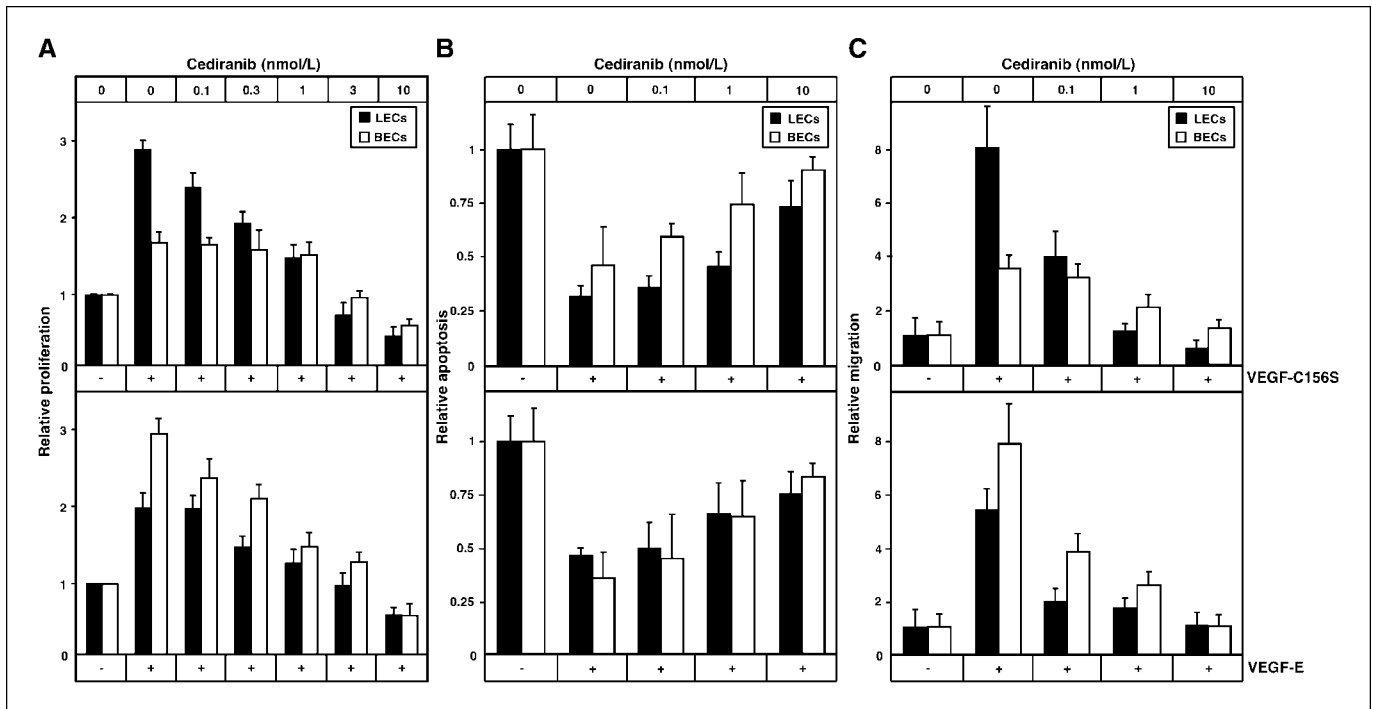 A
Cediranib (nmol/L)
0 0 0.1 0.3 1 3 10
LECs
BECs
3
2
1
0
- + + + + + +
3
2
1
0
- + + + + + +
Relative proliferation
B
Cediranib (nmol/L)
0 0 0.1 1 10
LECs
BECs
1
0.75
0.5
0.25
0
- + + + +
1
0.75
0.5
0.25
0
- + + + +
Relative apoptosis
C
Cediranib (nmol/L)
0 0 0.1 1 10
LECs
BECs
8
6
4
2
0
- + + + +
VEGF-C156S
8
6
4
2
0
- + + + +
VEGF-E
Relative migration